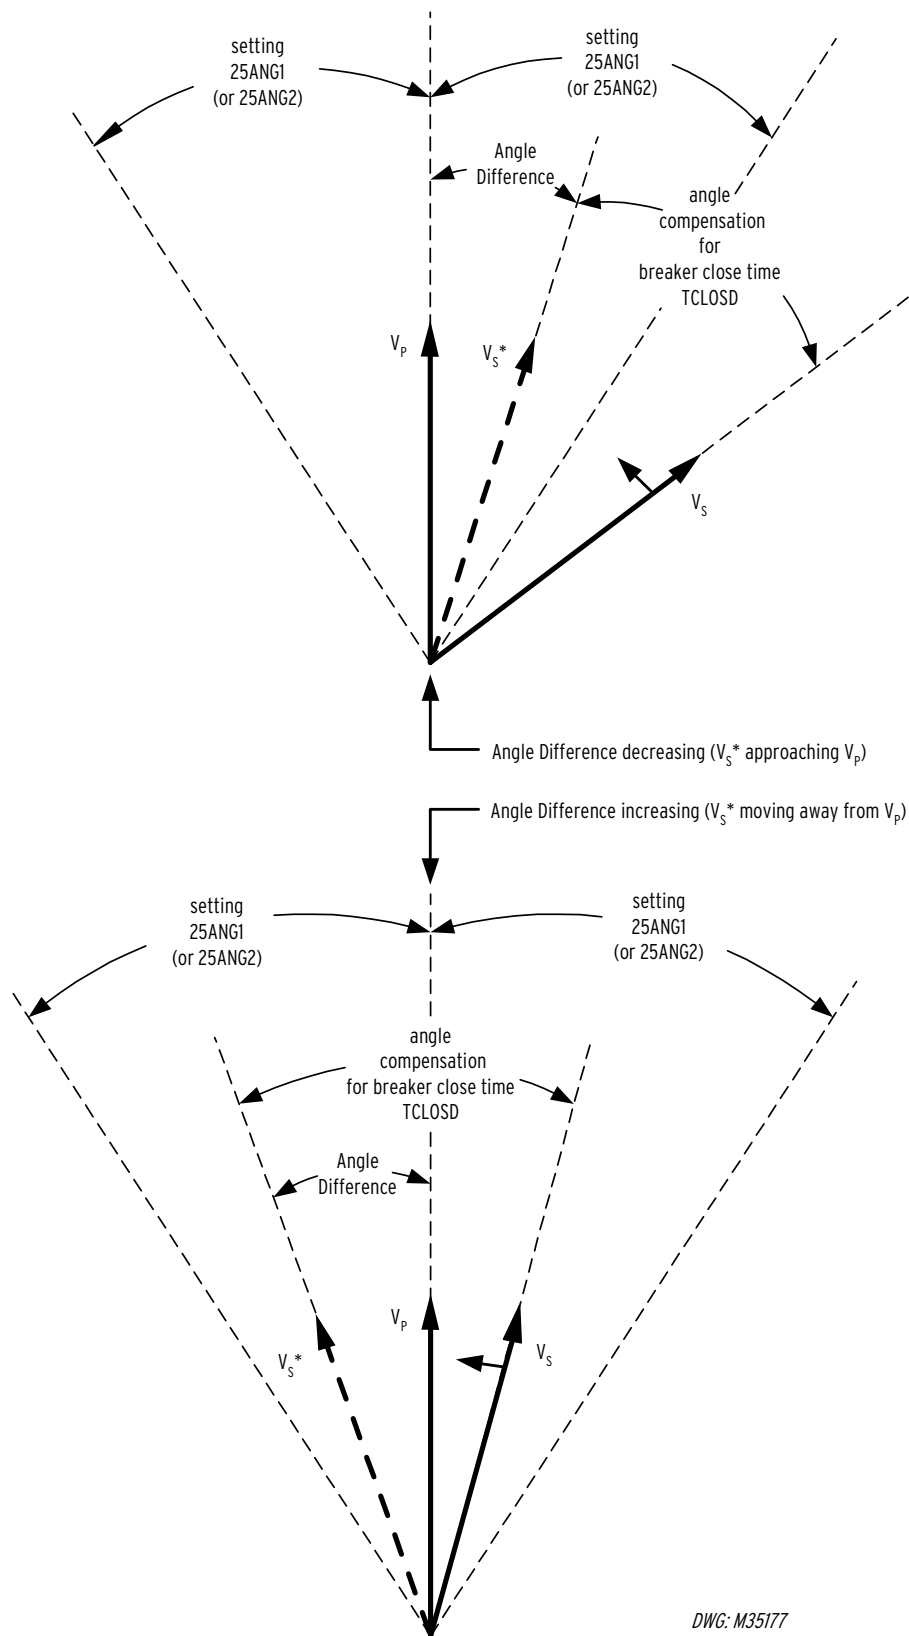 setting
25ANG1
(or 25ANG2)
setting
25ANG1
(or 25ANG2)
Angle
Difference
angle
compensation
for
breaker close time
TCLOSD
VP
VS*
VS
Angle Difference decreasing (VS* approaching VP)
Angle Difference increasing (VS* moving away from VP)
setting
25ANG1
(or 25ANG2)
setting
25ANG1
(or 25ANG2)
angle
compensation
for breaker close time
TCLOSD
Angle
Difference
VP
VS*
VS
DWG: M35177